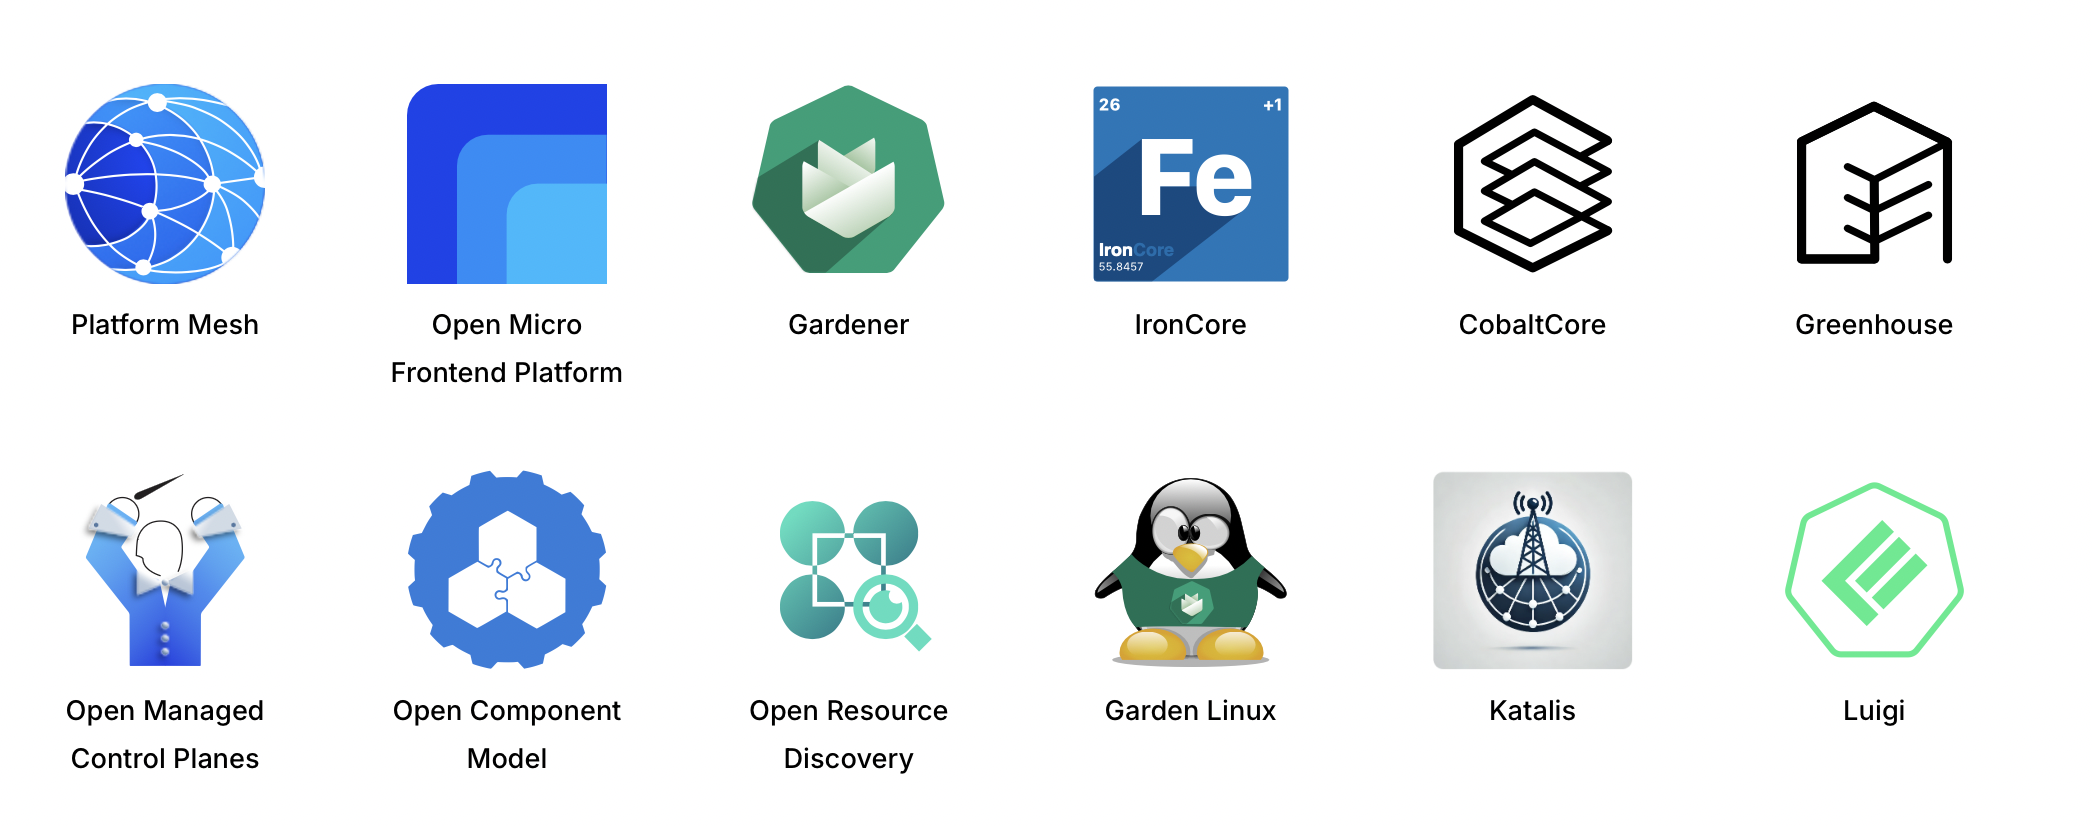 26 +1
Fe
IronCore
55.8457
Platform Mesh
Open Micro
Frontend Platform
Gardener
IronCore
CobaltCore
Greenhouse
Open Managed
Control Planes
Open Component
Model
Open Resource
Discovery
Garden Linux
Katalis
Luigi